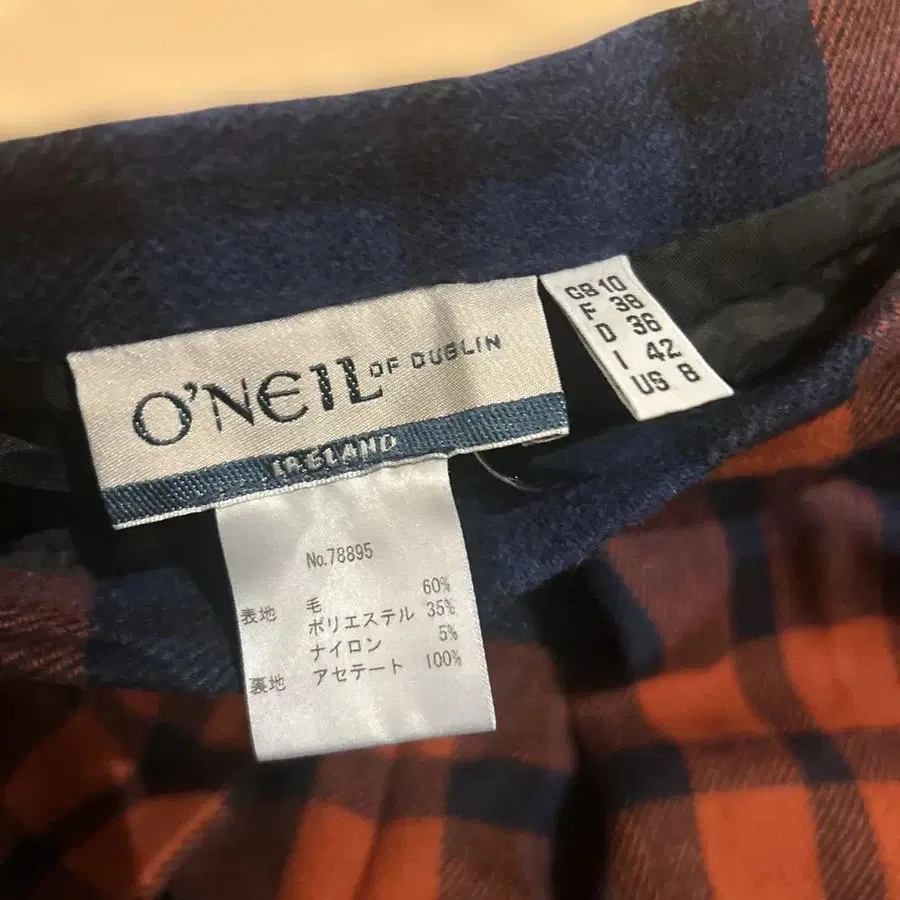 O'NEIL OF DUBLIN
IRELAND
GB 10
F 38
D 36
I 42
US 8
No.78895
表地 毛 60%
ポリエステル 35%
ナイロン 5%
裏地 アセテート 100%